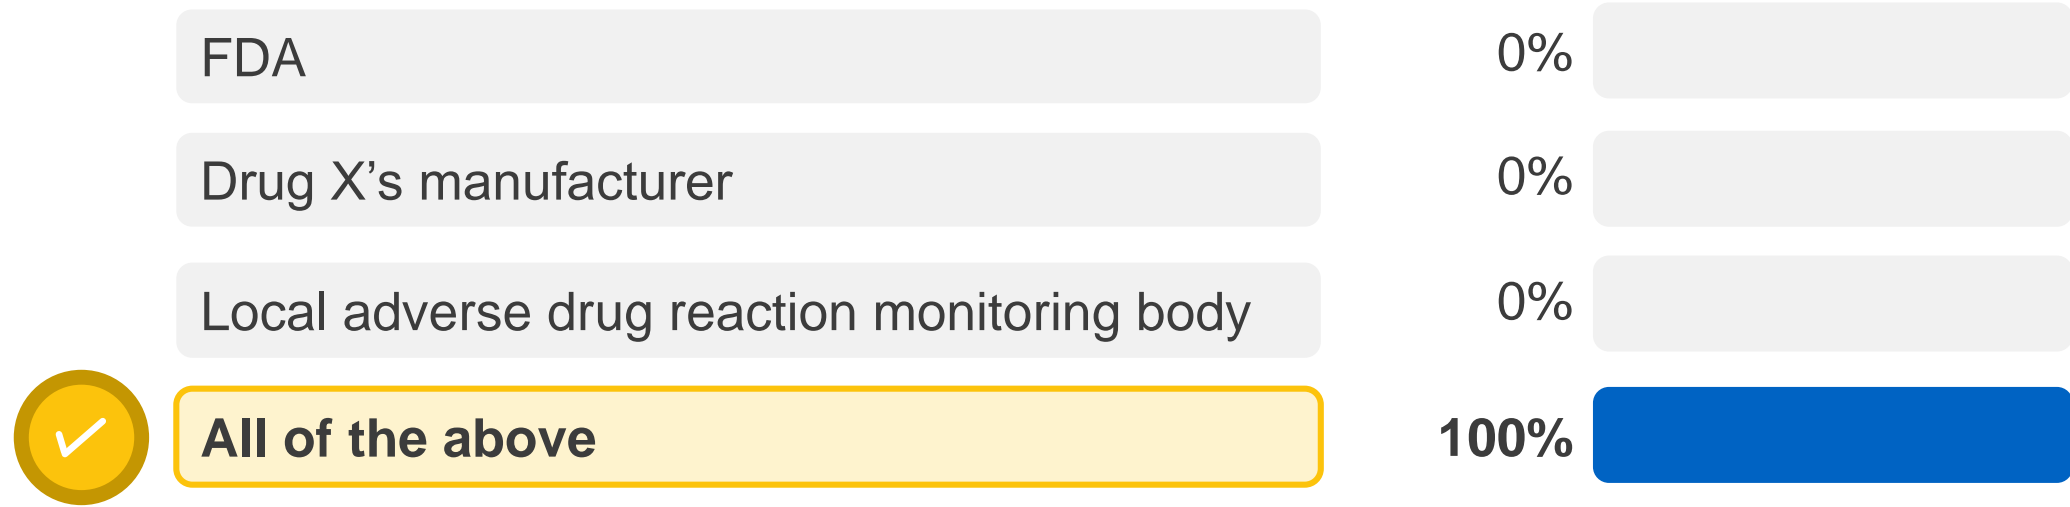 FDA 0%
Drug X’s manufacturer 0%
Local adverse drug reaction monitoring body 0%
All of the above 100%